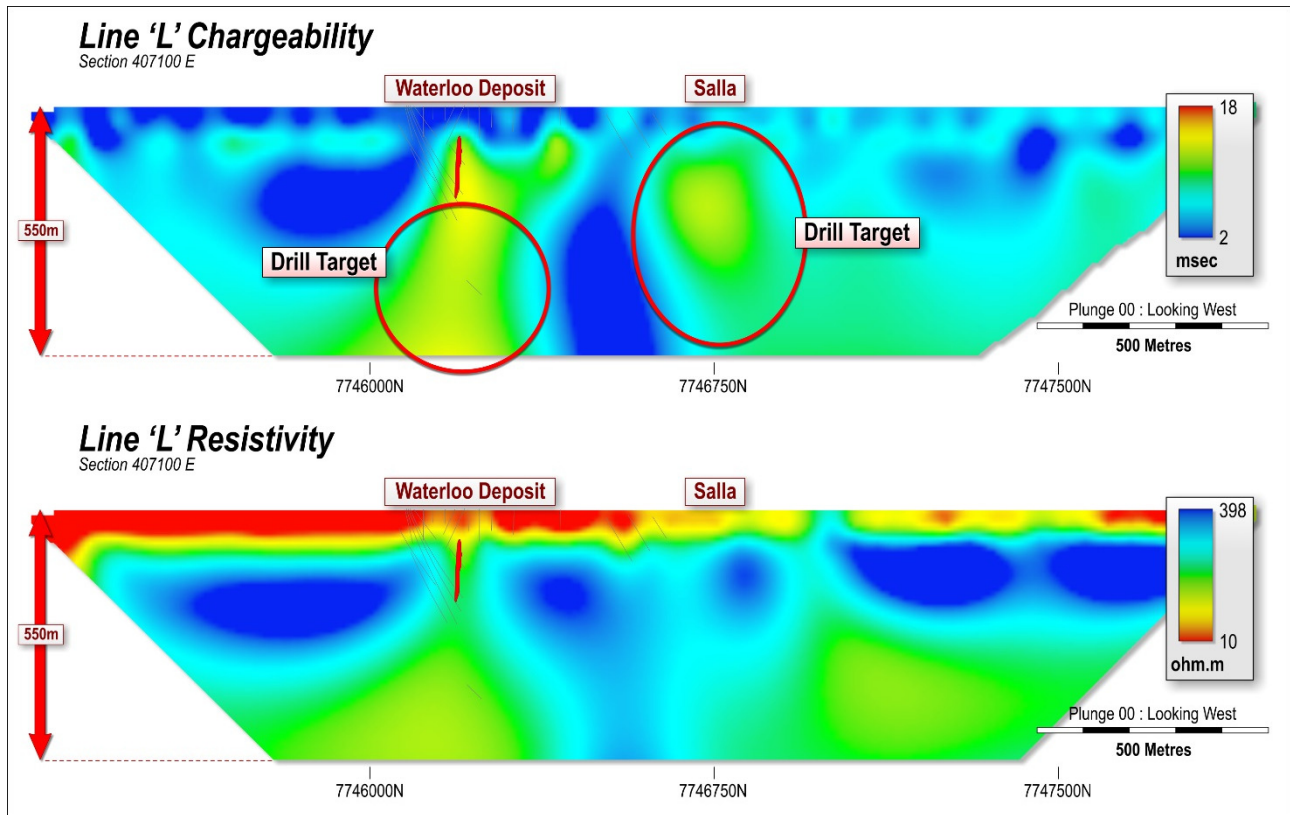 Line 'L' Chargeability
Section 407100 E
Waterloo Deposit
Salla
18
2
msec
550m
Drill Target
Drill Target
Plunge 00 : Looking West
500 Metres
7746000N
7746750N
7747500N
Line 'L' Resistivity
Section 407100 E
Waterloo Deposit
Salla
398
10
ohm.m
550m
Plunge 00 : Looking West
500 Metres
7746000N
7746750N
7747500N